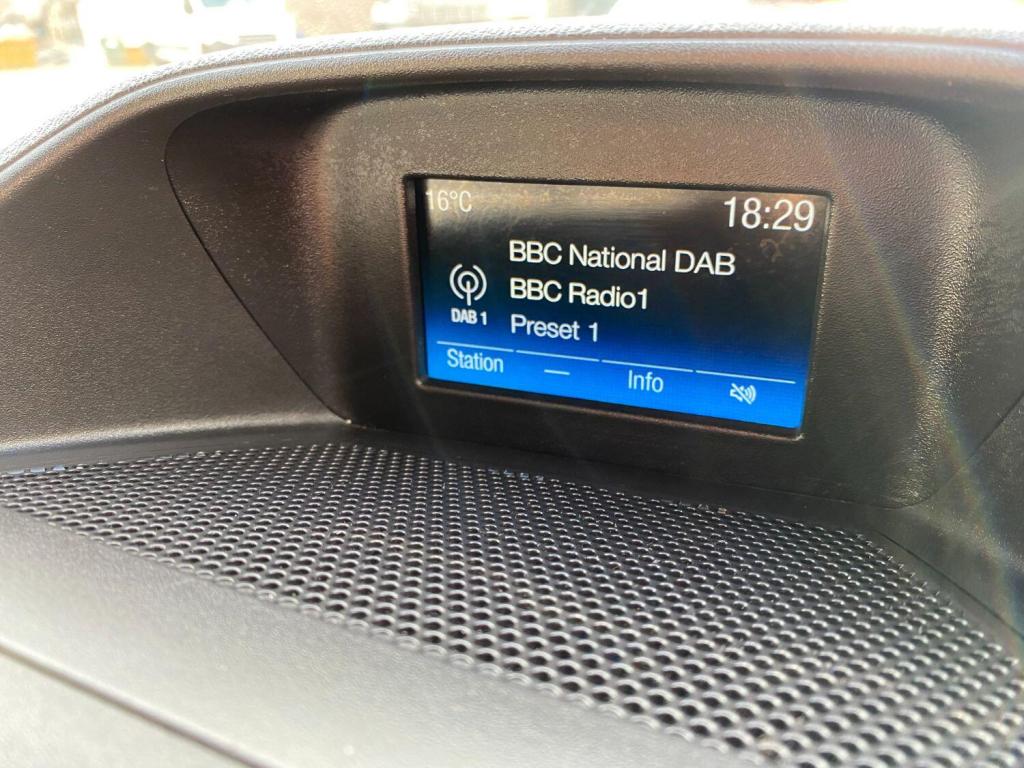 16°C
18:29
BBC National DAB
BBC Radio1
DAB 1
Preset 1
Station
—
Info